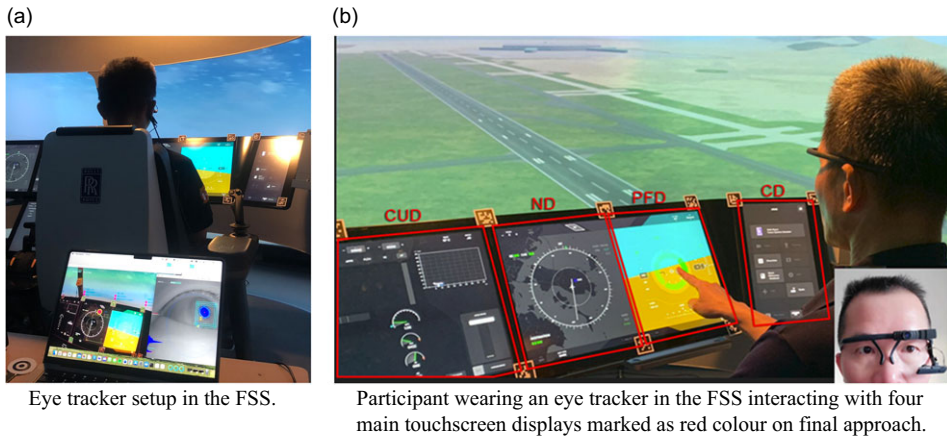 (a)
(b)
CUD
ND
PFD
CD
Eye tracker setup in the FSS.
Participant wearing an eye tracker in the FSS interacting with four
main touchscreen displays marked as red colour on final approach.